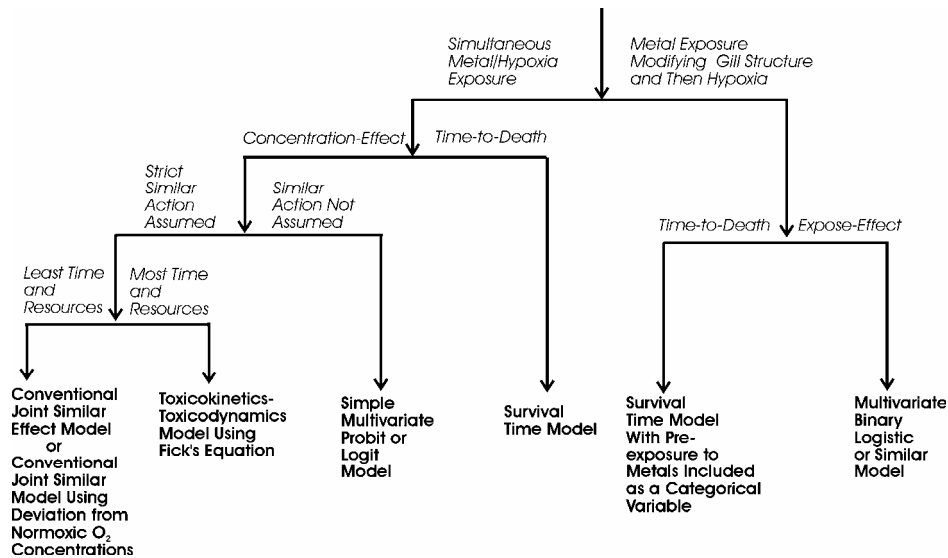 Simultaneous
Metal/Hypoxia
Exposure
Metal Exposure
Modifying Gill Structure
and Then Hypoxia
Concentration-Effect
Time-to-Death
Strict
Similar
Action
Assumed
Similar
Action Not
Assumed
Time-to-Death
Expose-Effect
Least Time
and
Resources
Most Time
and
Resources
Conventional
Joint Similar
Effect Model
or
Conventional
Joint Similar
Model Using
Deviation from
Normoxic O₂
Concentrations
Toxicokinetics-
Toxicodynamics
Model Using
Fick's Equation
Simple
Multivariate
Probit or
Logit
Model
Survival
Time Model
Survival
Time Model
With Pre-
exposure to
Metals Included
as a Categorical
Variable
Multivariate
Binary
Logistic
or Similar
Model